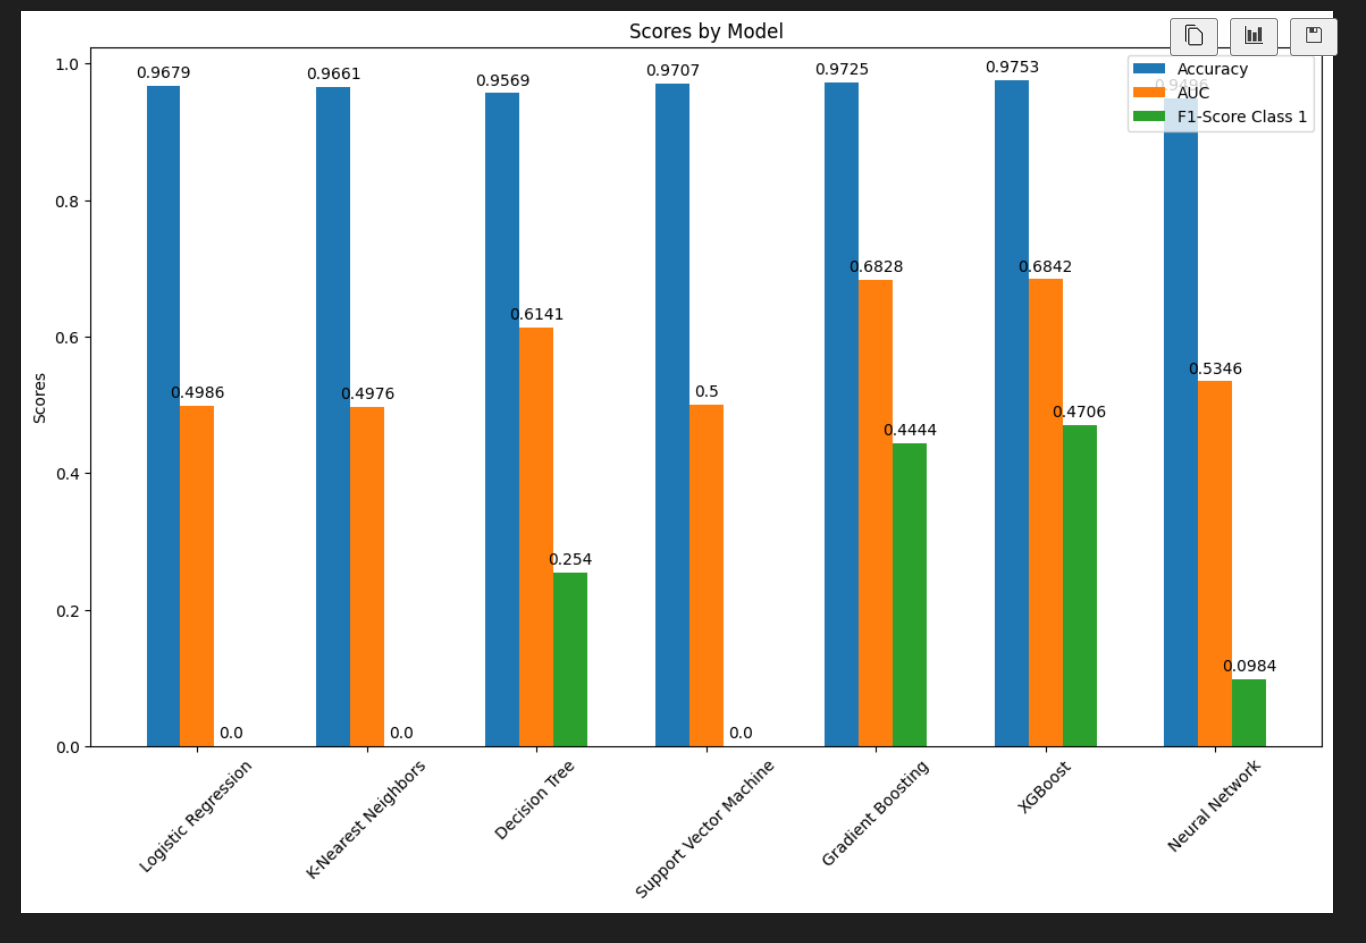 Scores by Model
Accuracy
AUC
F1-Score Class 1
1.0
0.8
0.6
0.4
0.2
0.0
Scores
0.9679
0.4986
0.0
0.9661
0.4976
0.0
0.9569
0.6141
0.254
0.9707
0.5
0.0
0.9725
0.6828
0.4444
0.9753
0.6842
0.4706
0.5346
0.0984
Logistic Regression
K-Nearest Neighbors
Decision Tree
Support Vector Machine
Gradient Boosting
XGBoost
Neural Network